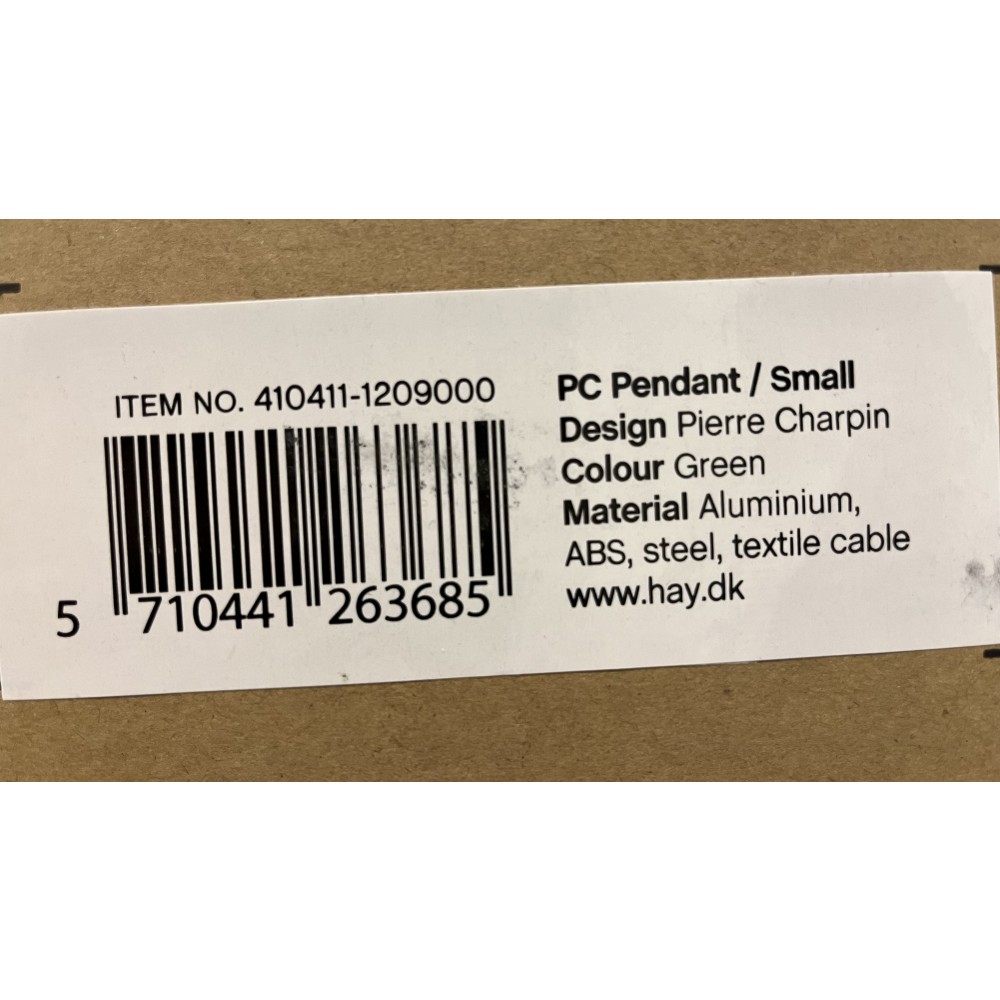 ITEM NO. 410411-1209000
5 710441 263685
PC Pendant / Small
Design Pierre Charpin
Colour Green
Material Aluminium,
ABS, steel, textile cable
www.hay.dk